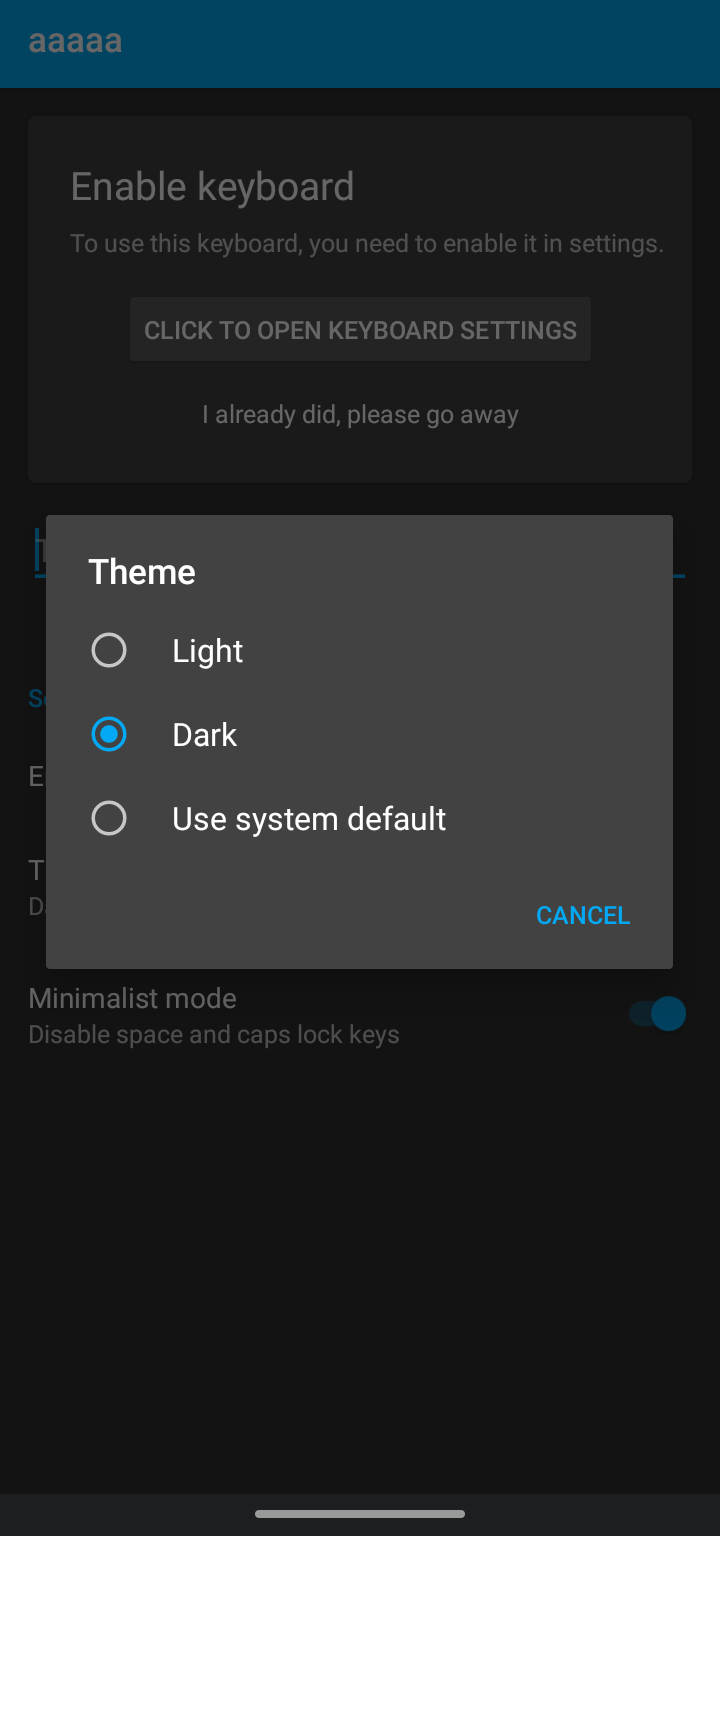 aaaaa
Enable keyboard
To use this keyboard, you need to enable it in settings.
CLICK TO OPEN KEYBOARD SETTINGS
I already did, please go away
Theme
Light
Dark
Use system default
CANCEL
Minimalist mode
Disable space and caps lock keys